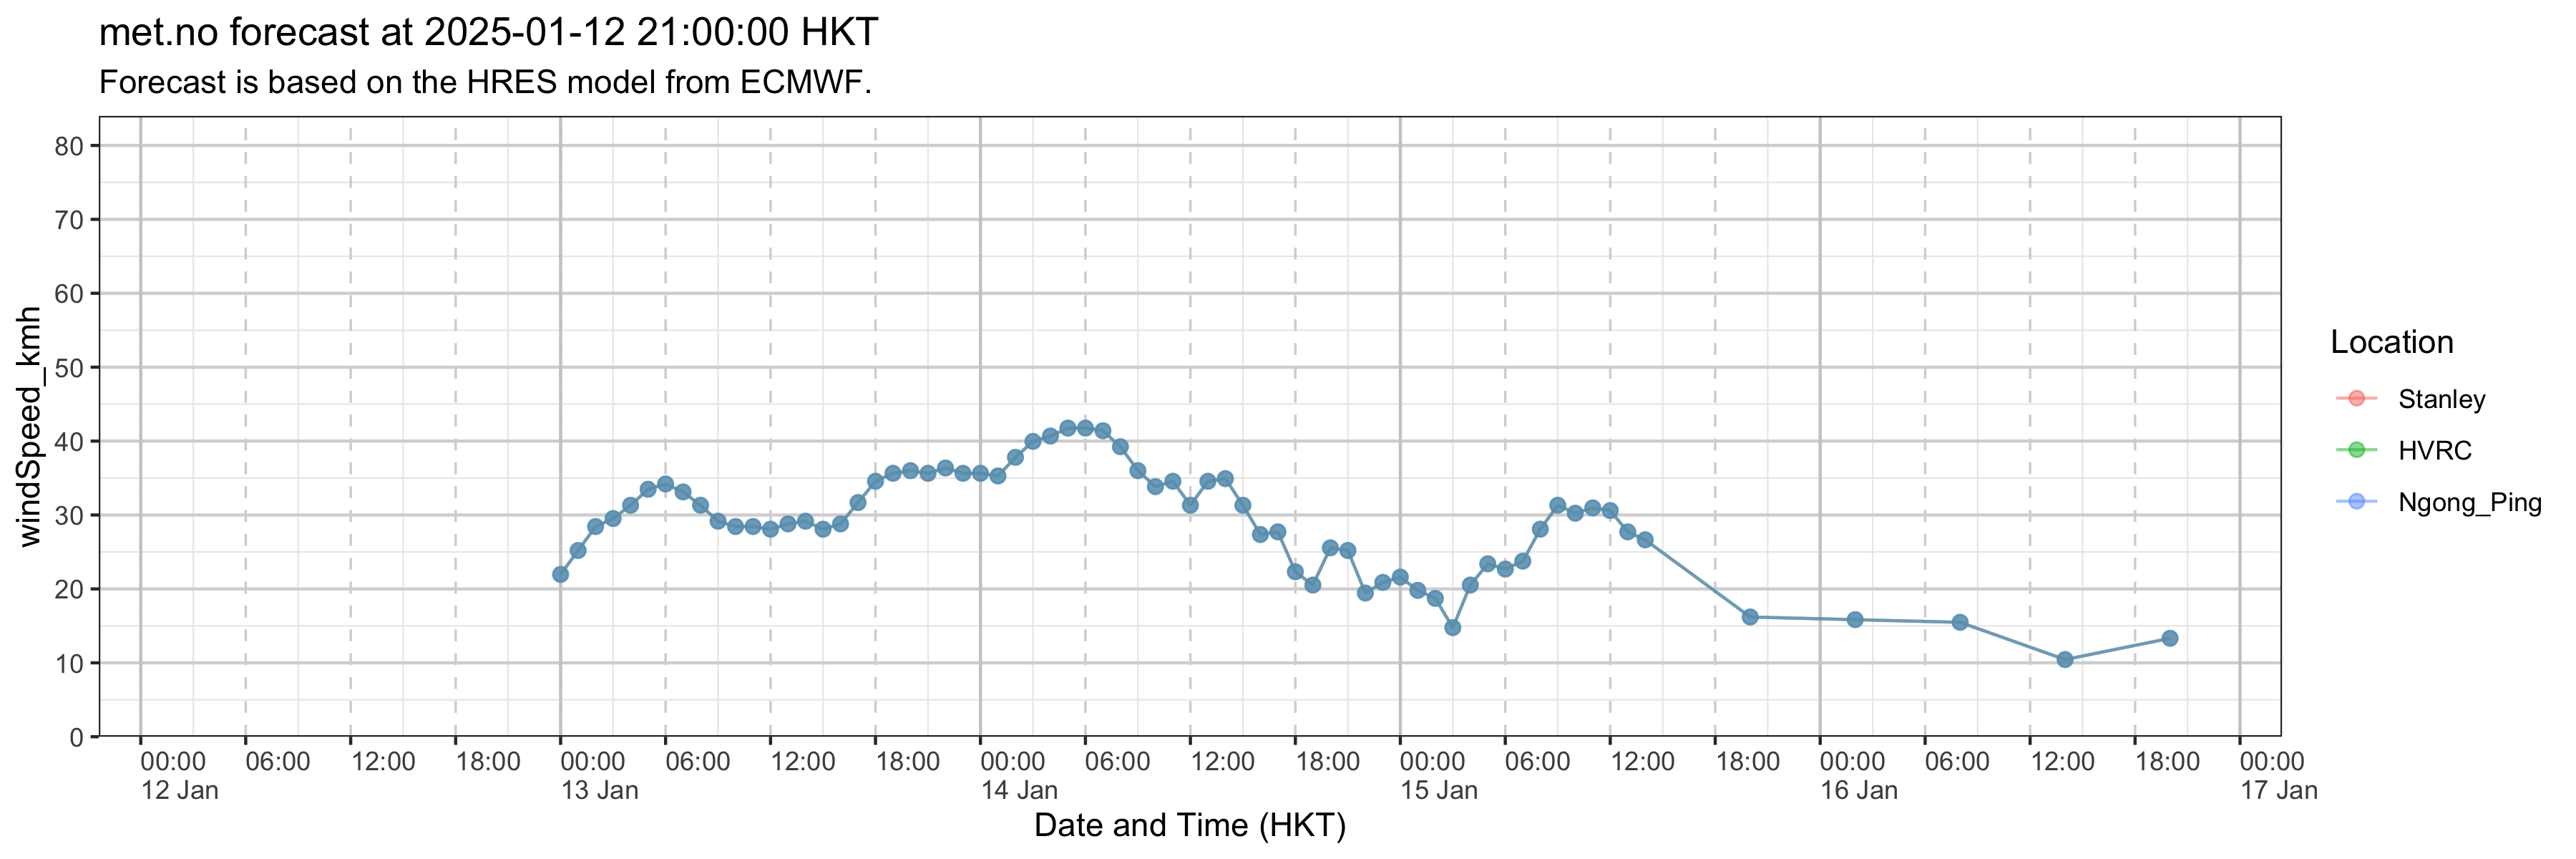 met.no forecast at 2025-01-12 21:00:00 HKT
Forecast is based on the HRES model from ECMWF.
windSpeed_kmh
80
70
60
50
40
30
20
10
0
00:00 06:00 12:00 18:00 00:00 06:00 12:00 18:00 00:00 06:00 12:00 18:00 00:00 06:00 12:00 18:00 00:00 06:00 12:00 18:00 00:00
12 Jan 13 Jan 14 Jan 15 Jan 16 Jan 17 Jan
Date and Time (HKT)
Location
Stanley
HVRC
Ngong_Ping